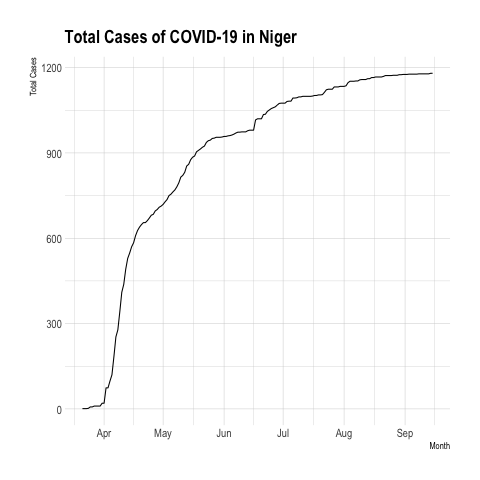 Total Cases of COVID-19 in Niger
Total Cases
1200
900
600
300
0
Apr May Jun Jul Aug Sep
Month